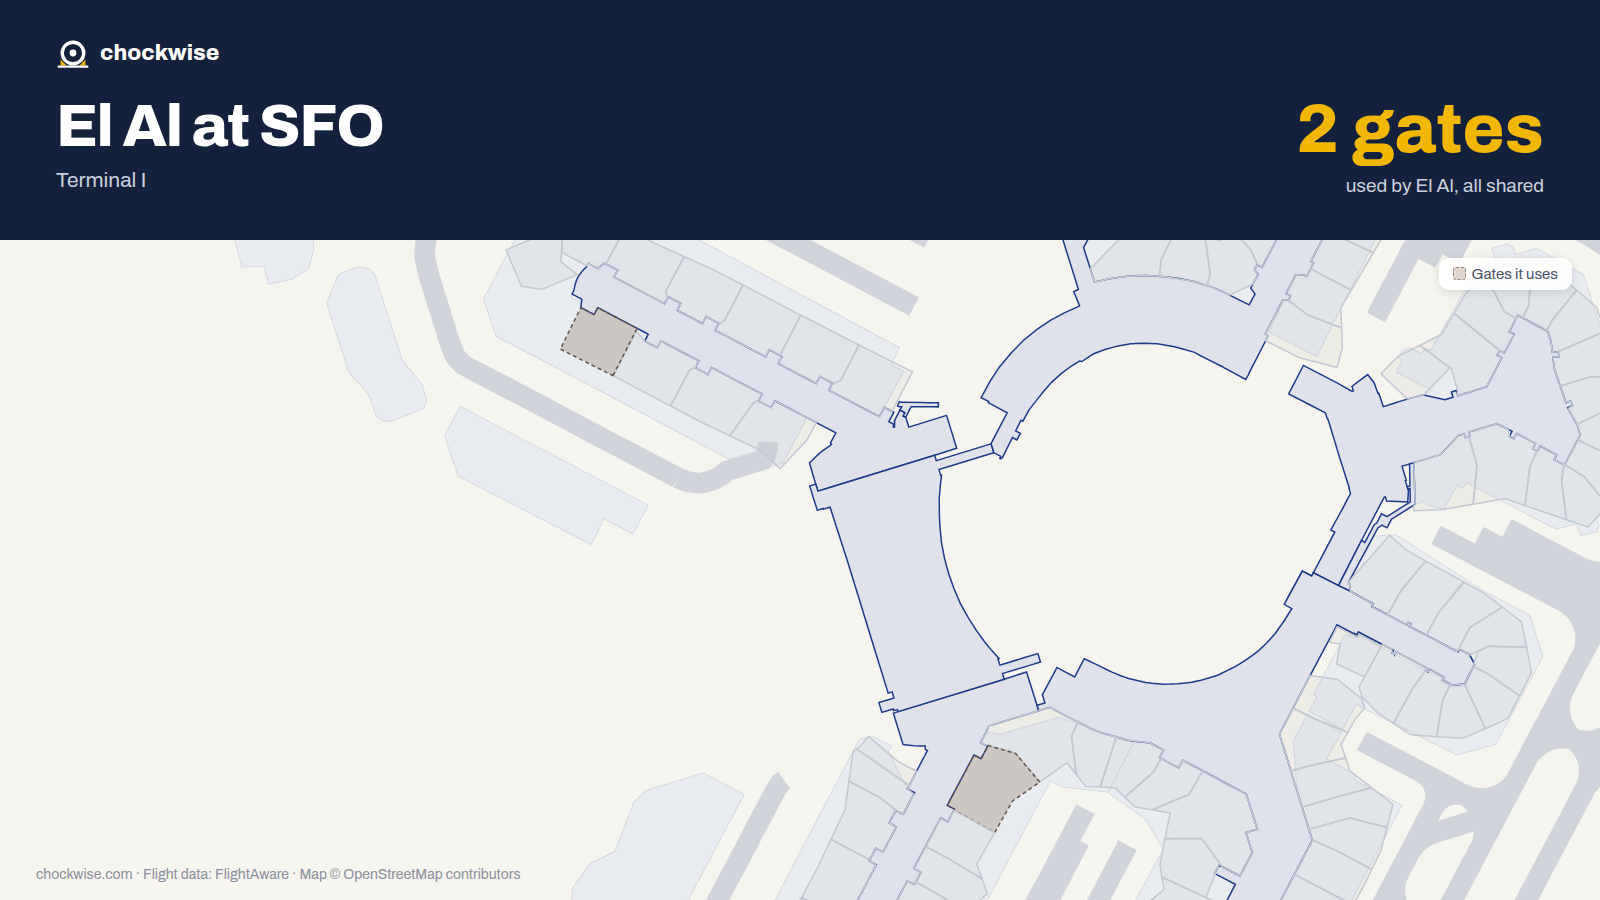 chockwise
El Al at SFO
Terminal I
2 gates
used by El Al, all shared
Gates it uses
chockwise.com · Flight data: FlightAware · Map © OpenStreetMap contributors